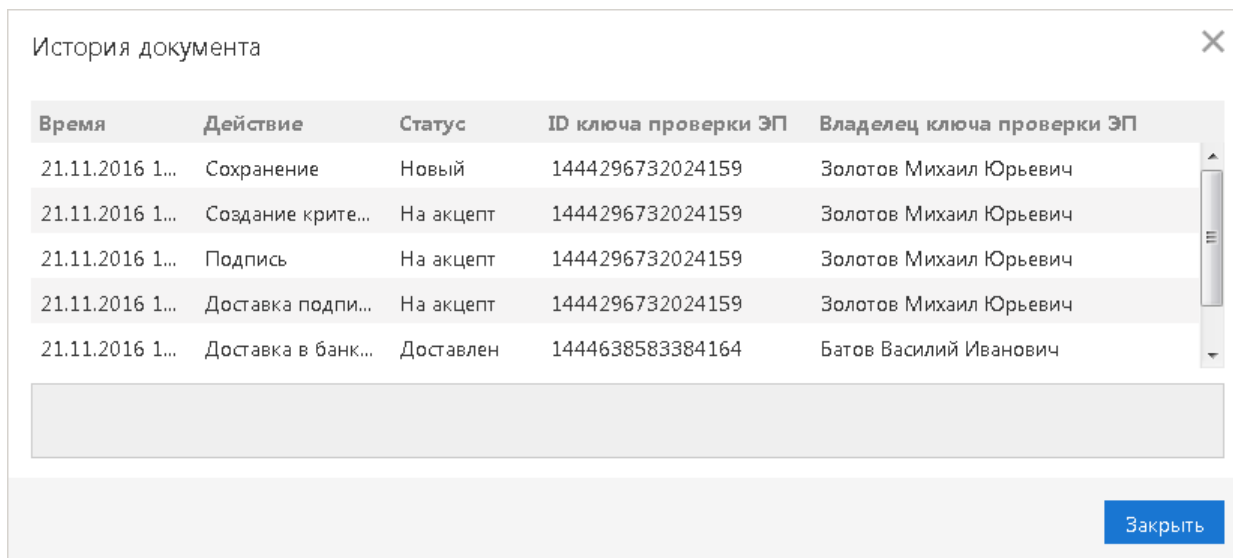 История документа
Время Действие Статус ID ключа проверки ЭП Владелец ключа проверки ЭП
21.11.2016 1... Сохранение Новый 1444296732024159 Золотов Михаил Юрьевич
21.11.2016 1... Создание крите... На акцепт 1444296732024159 Золотов Михаил Юрьевич
21.11.2016 1... Подпись На акцепт 1444296732024159 Золотов Михаил Юрьевич
21.11.2016 1... Доставка подпи... На акцепт 1444296732024159 Золотов Михаил Юрьевич
21.11.2016 1... Доставка в банк... Доставлен 1444638583384164 Батов Василий Иванович
Закрыть